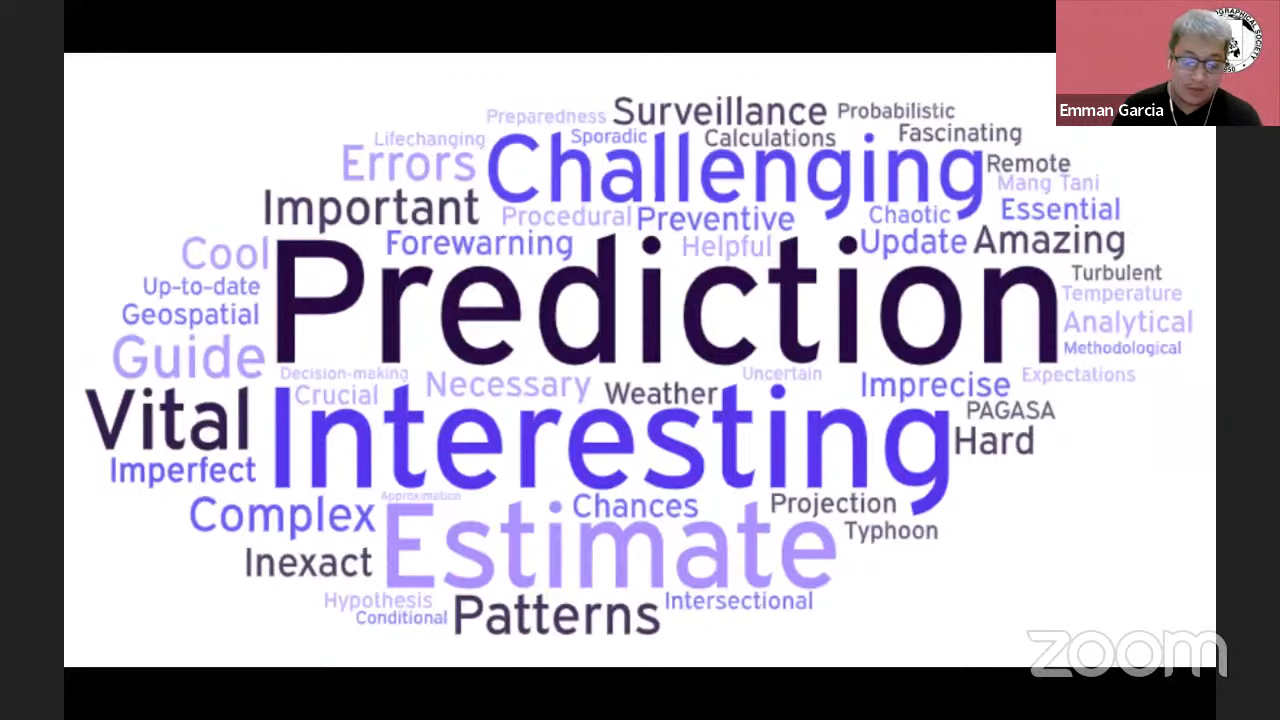 Preparedness Surveillance Probabilistic
Lifechanging Sporadic Calculations Fascinating
Errors Challenging Remote
Mang Tani
Important Procedural Preventive Chaotic Essential
Cool Forewarning Helpful Update Amazing
Up-to-date Prediction Turbulent
Temperature
Geospatial Analytical
Guide Methodological
Decision-making Necessary Uncertain Imprecise Expectations
Crucial Weather
Vital Interesting PAGASA
Hard
Imperfect
Approximation
Complex Estimate Chances Projection
Typhoon
Inexact
Hypothesis Patterns Intersectional
Conditional
Emman Garcia
zoom